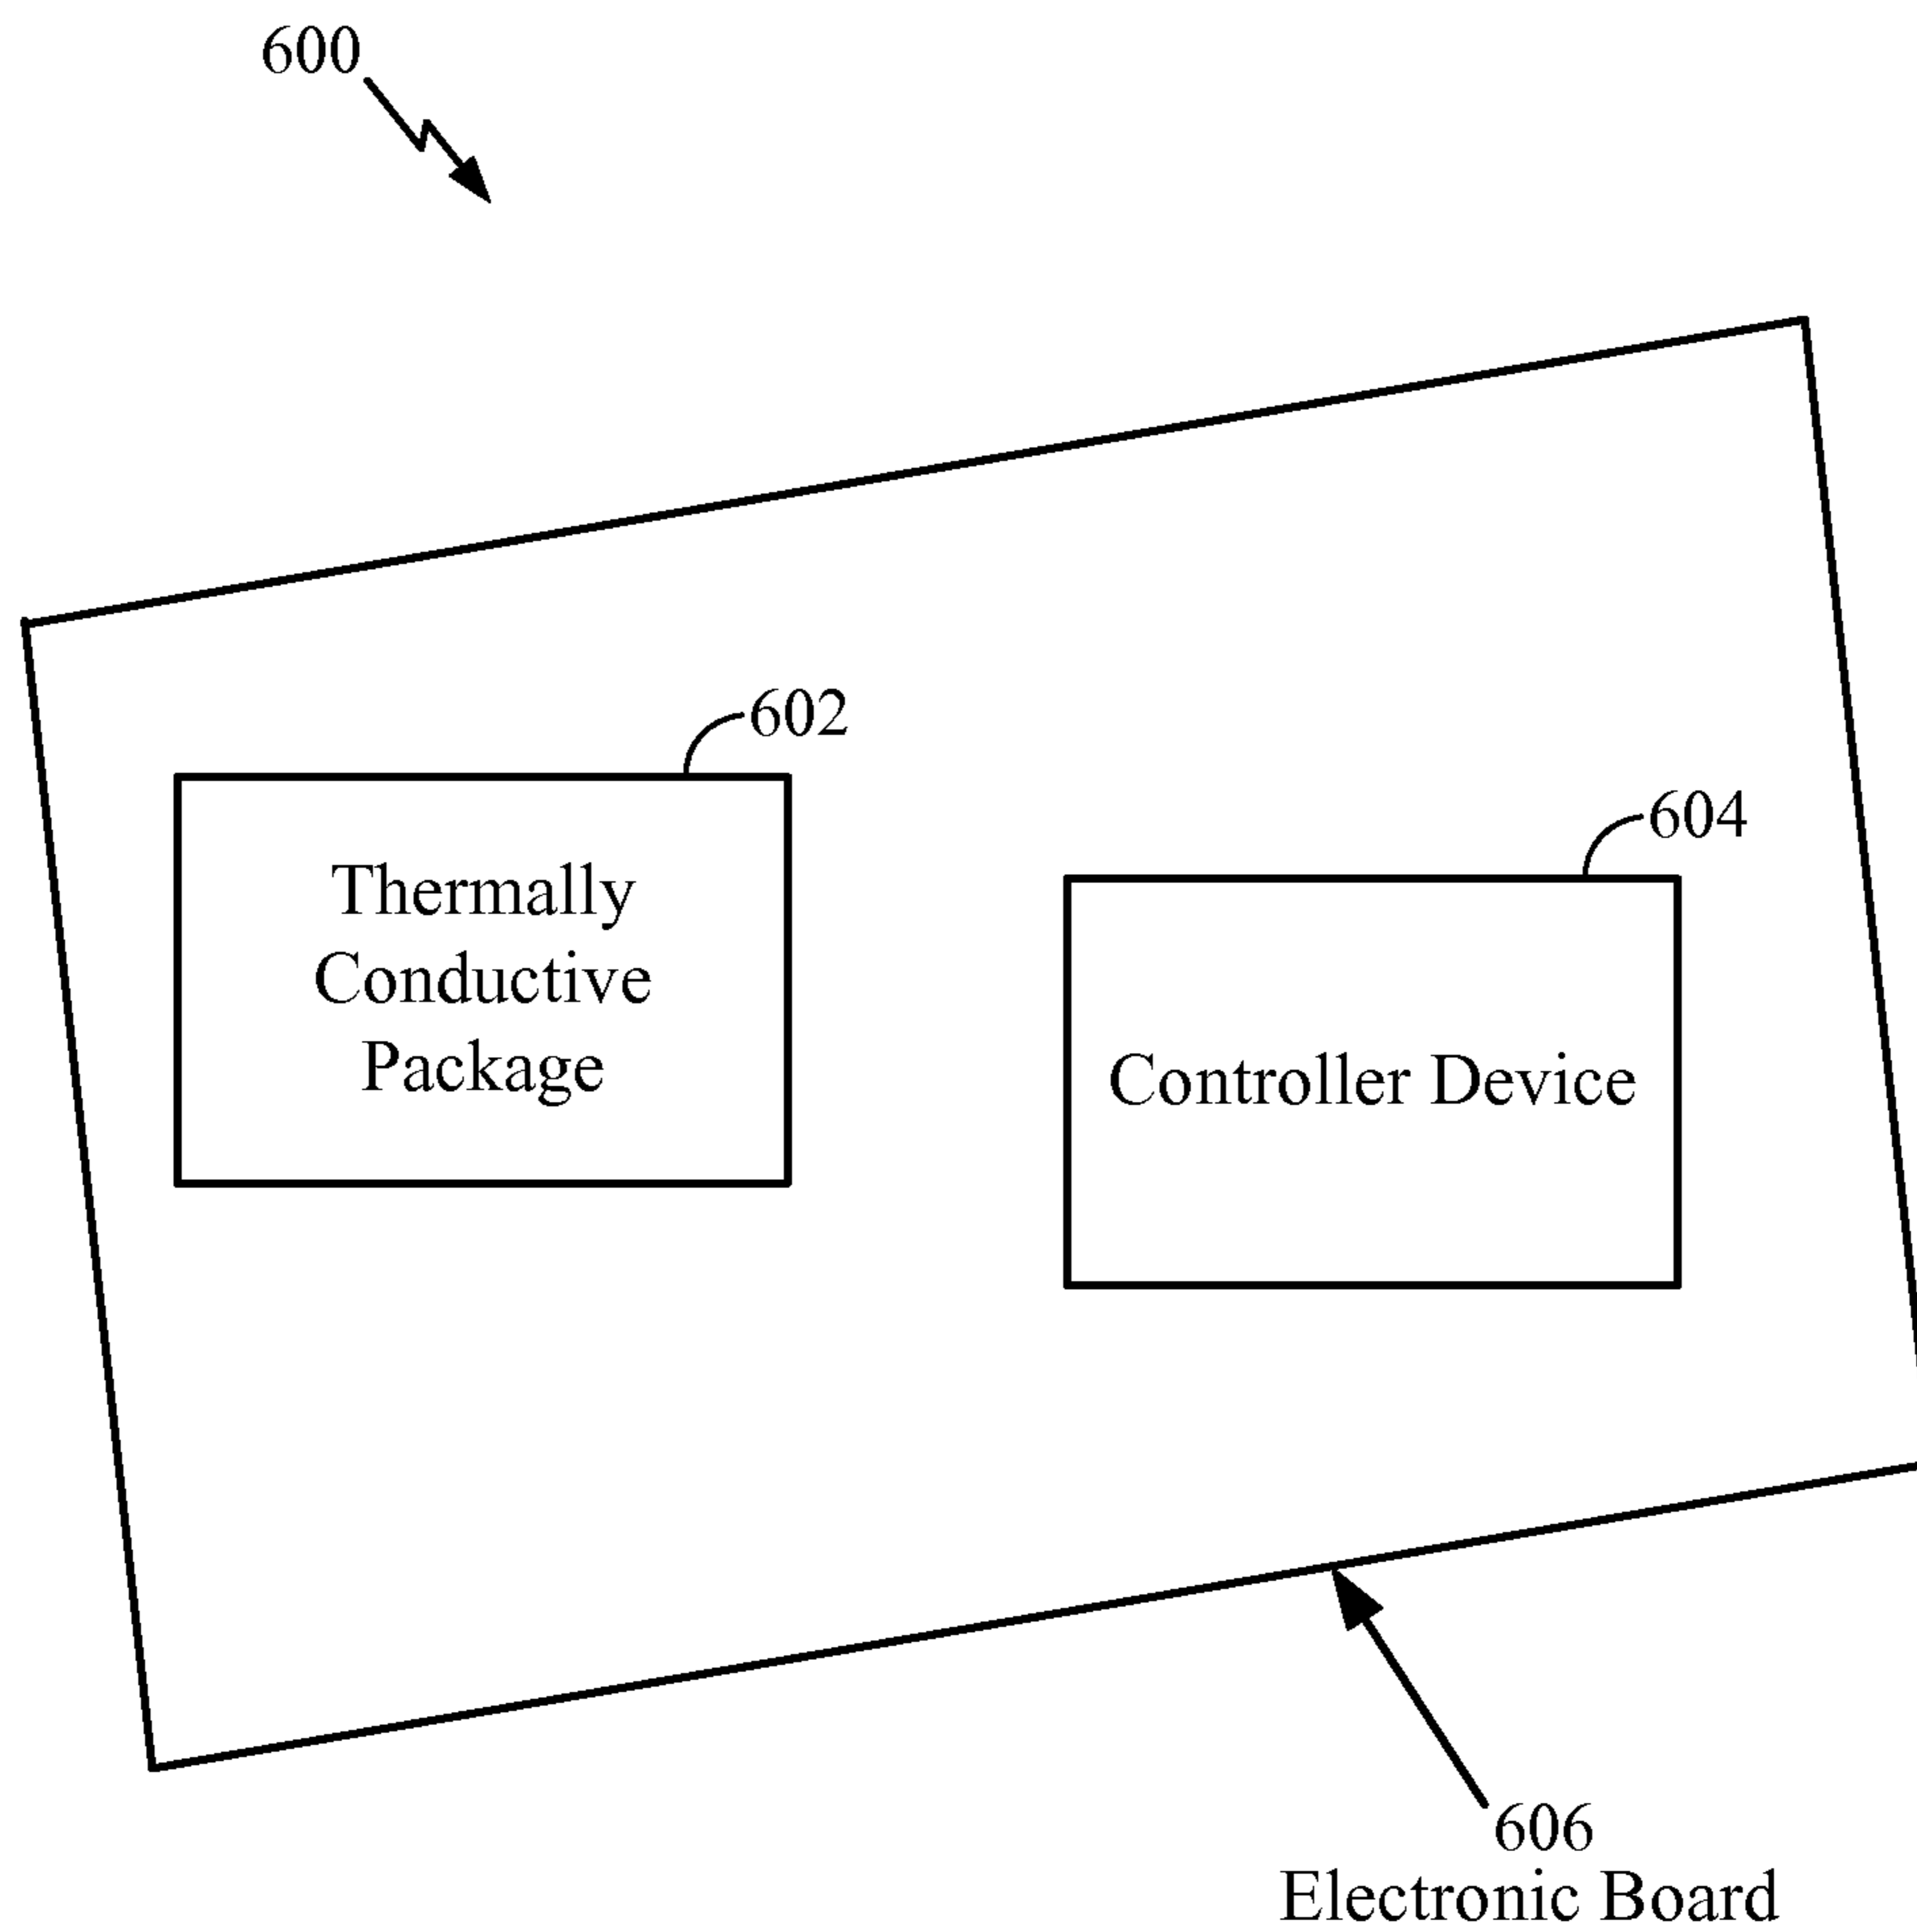 600
602
604
Thermally
Conductive
Package
Controller Device
606
Electronic Board